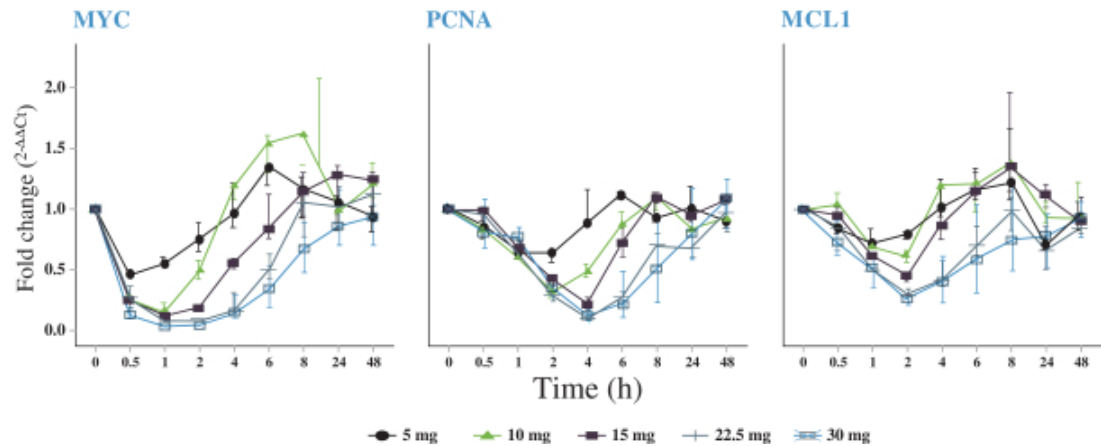 MYC PCNA MCL1
Fold change (2-ΔΔCt)
2.0
1.5
1.0
0.5
0.0
0 0.5 1 2 4 6 8 24 48 0 0.5 1 2 4 6 8 24 48 0 0.5 1 2 4 6 8 24 48
Time (h)
5 mg 10 mg 15 mg 22.5 mg 30 mg